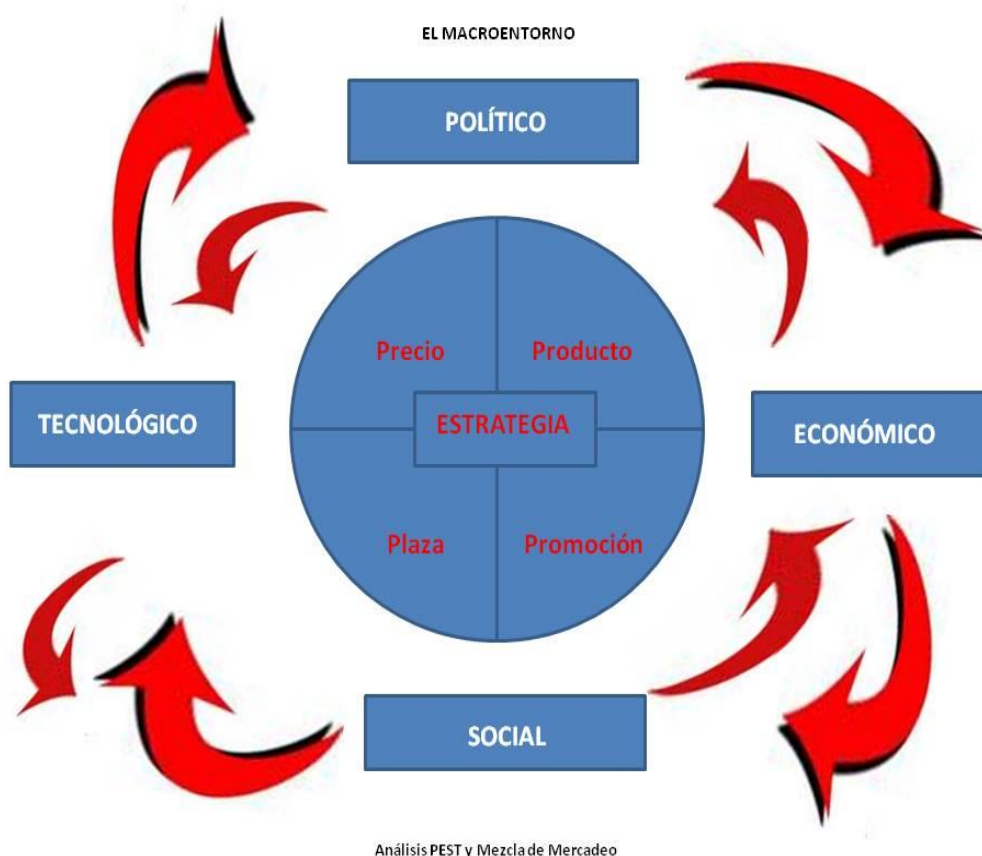 EL MACROENTORNO
POLÍTICO
Precio
Producto
TECNOLÓGICO
ESTRATEGIA
ECONÓMICO
Plaza
Promoción
SOCIAL
Análisis PEST y Mezcla de Mercadeo